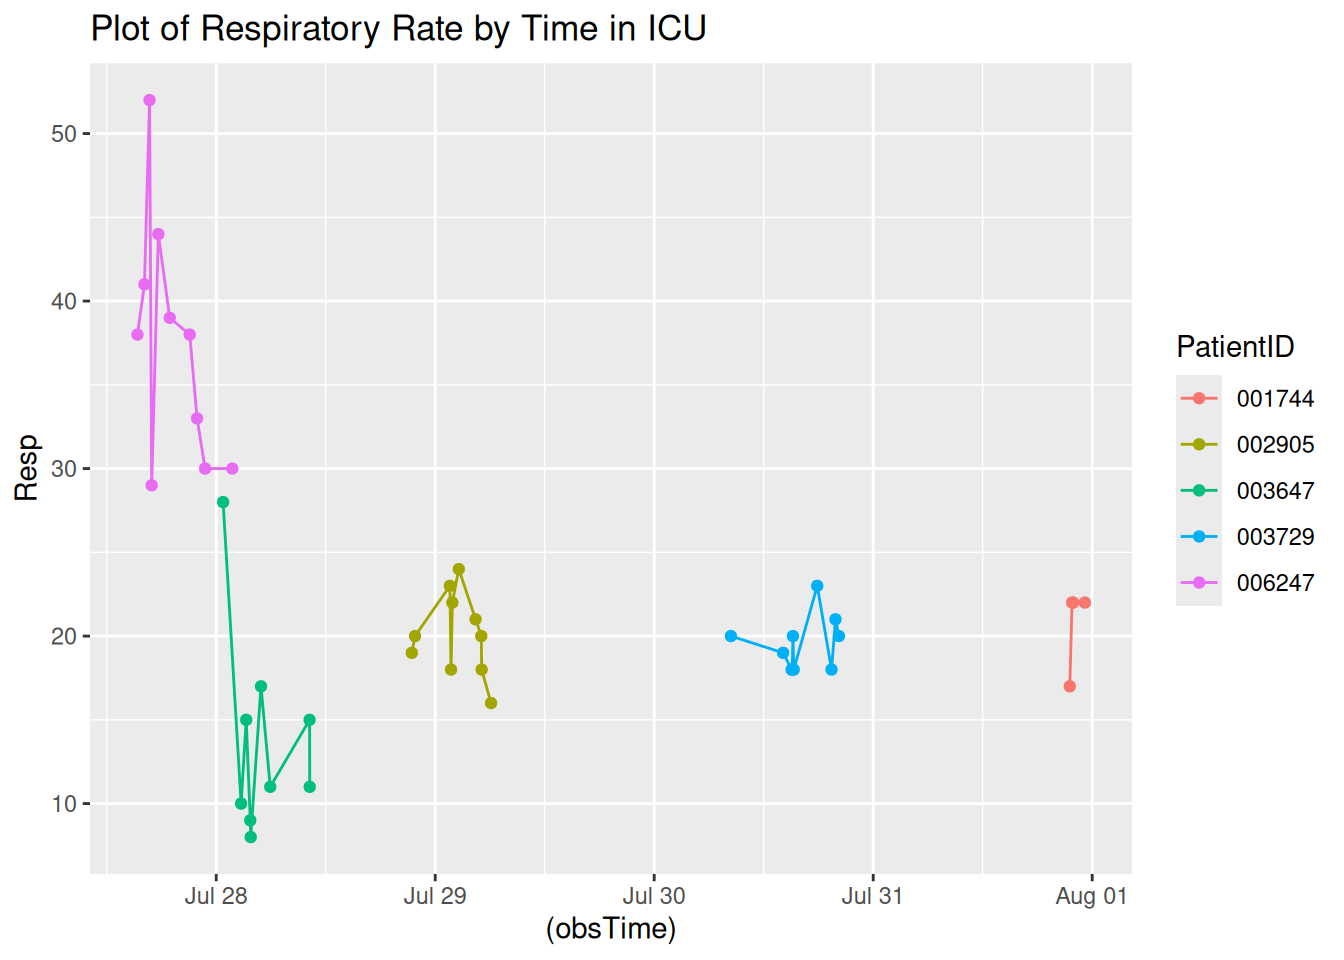 Plot of Respiratory Rate by Time in ICU
50
40
30
20
10
Resp
Jul 28
Jul 29
Jul 30
Jul 31
Aug 01
(obsTime)
PatientID
001744
002905
003647
003729
006247